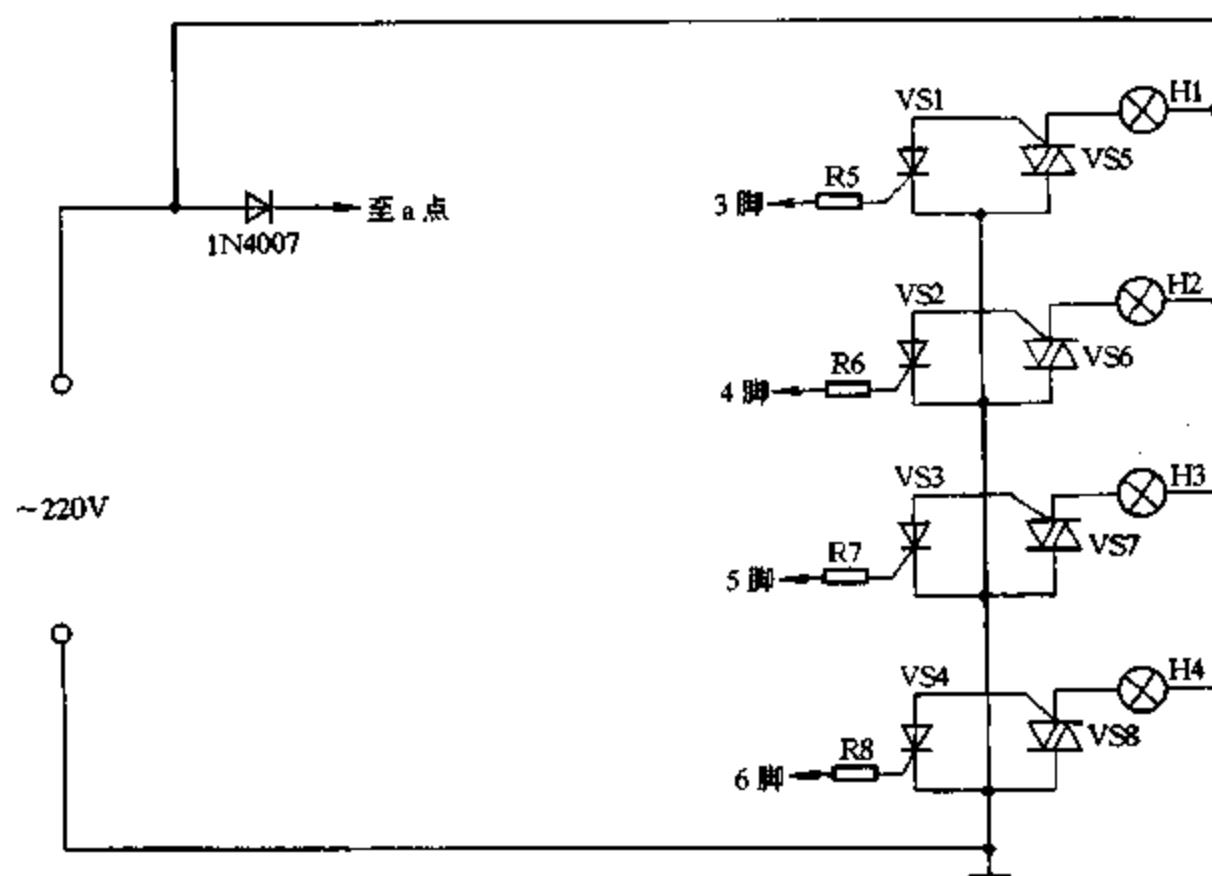 VS1
H1
VS5
R5
3 脚
至 a 点
1N4007
VS2
H2
VS6
R6
4 脚
VS3
H3
~220V
VS7
R7
5 脚
VS4
H4
VS8
R8
6 脚